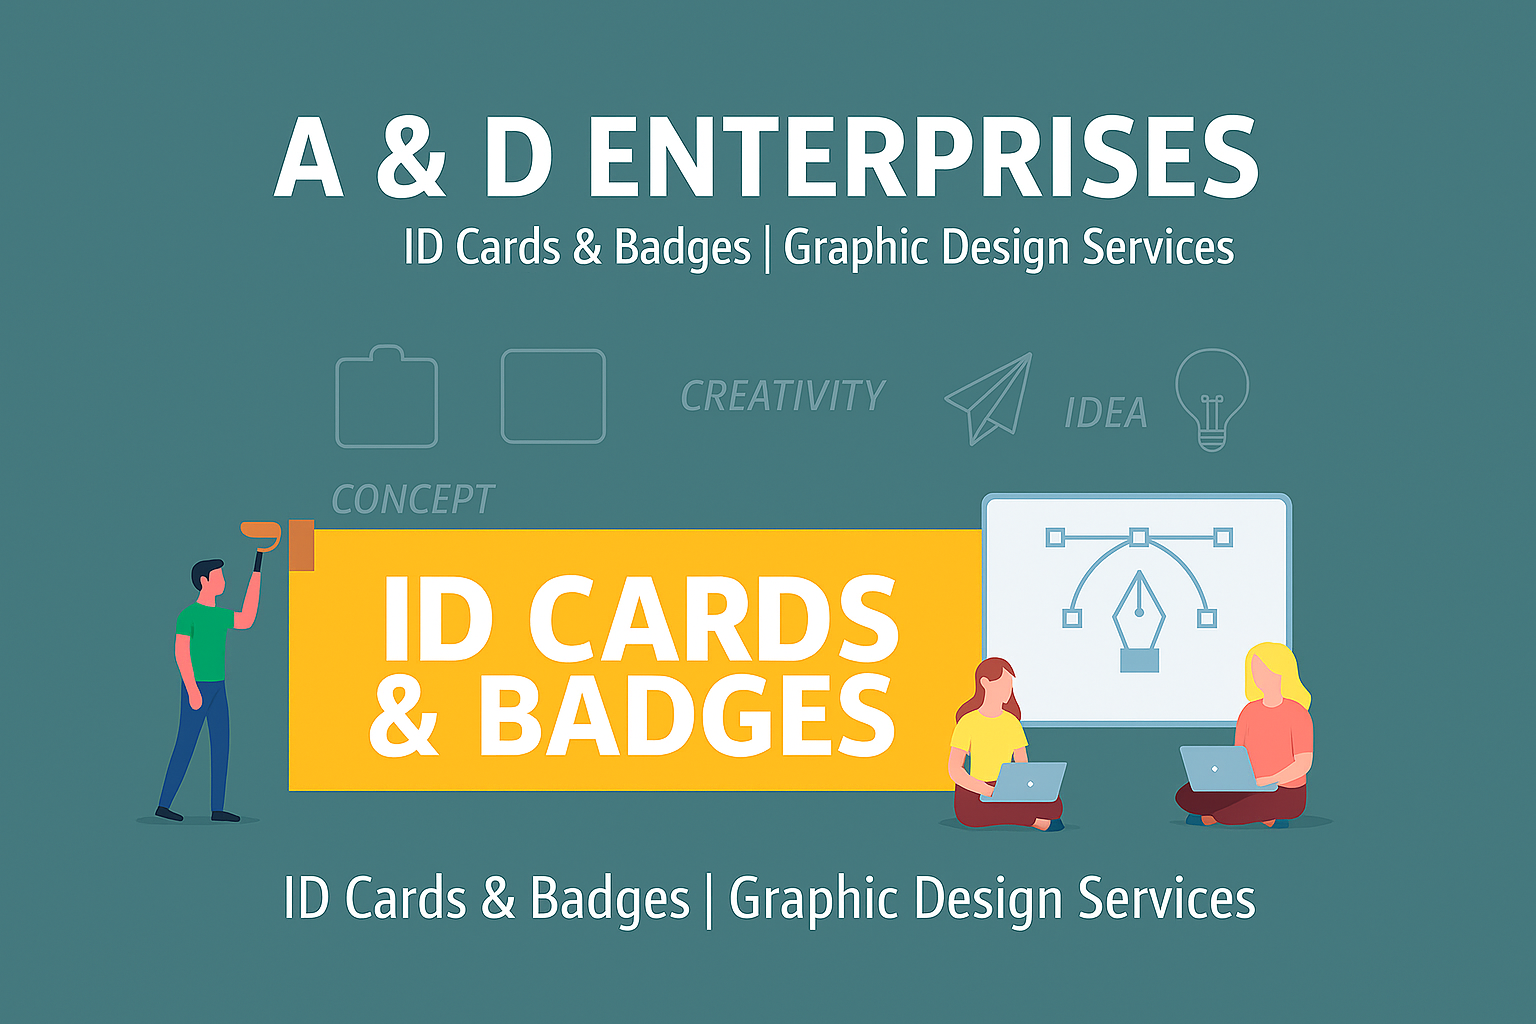 A & D ENTERPRISES
ID Cards & Badges | Graphic Design Services
CREATIVITY
IDEA
CONCEPT
ID CARDS
& BADGES
ID Cards & Badges | Graphic Design Services